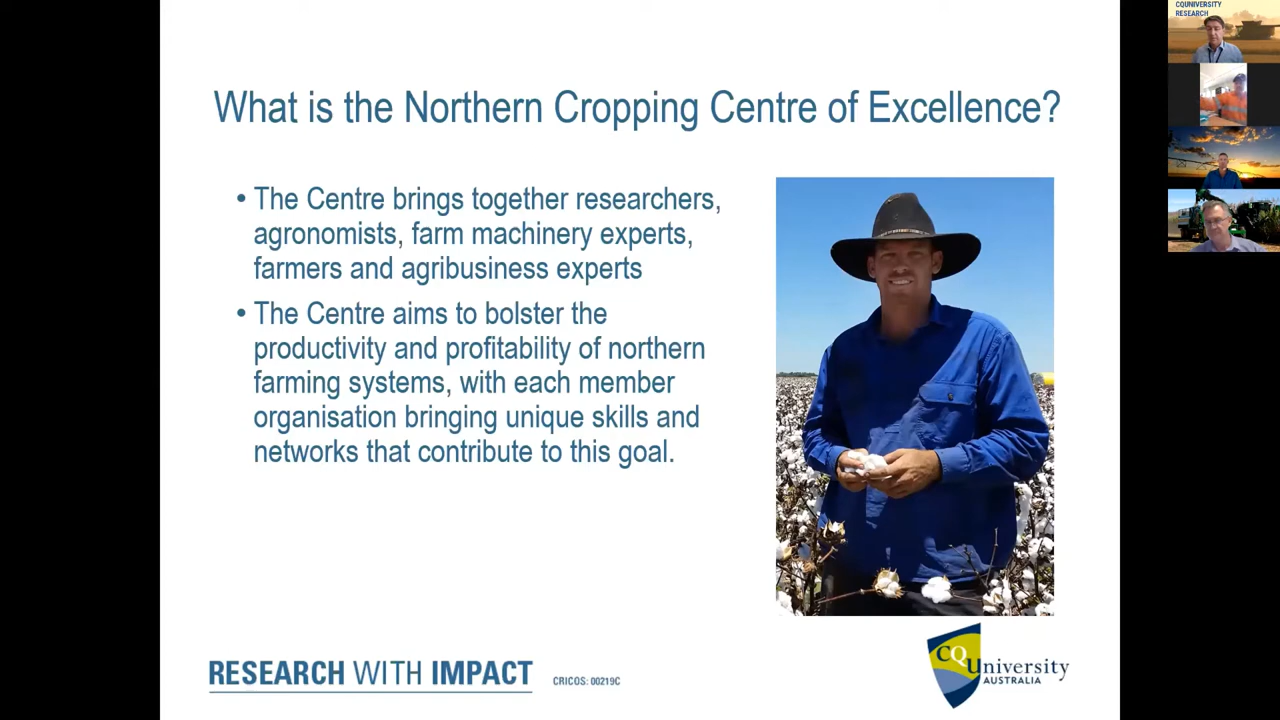 What is the Northern Cropping Centre of Excellence?
• The Centre brings together researchers,
agronomists, farm machinery experts,
farmers and agribusiness experts
• The Centre aims to bolster the
productivity and profitability of northern
farming systems, with each member
organisation bringing unique skills and
networks that contribute to this goal.
RESEARCH WITH IMPACT
CRICOS: 00219C
CQUniversity
AUSTRALIA
CQUNIVERSITY
RESEARCH